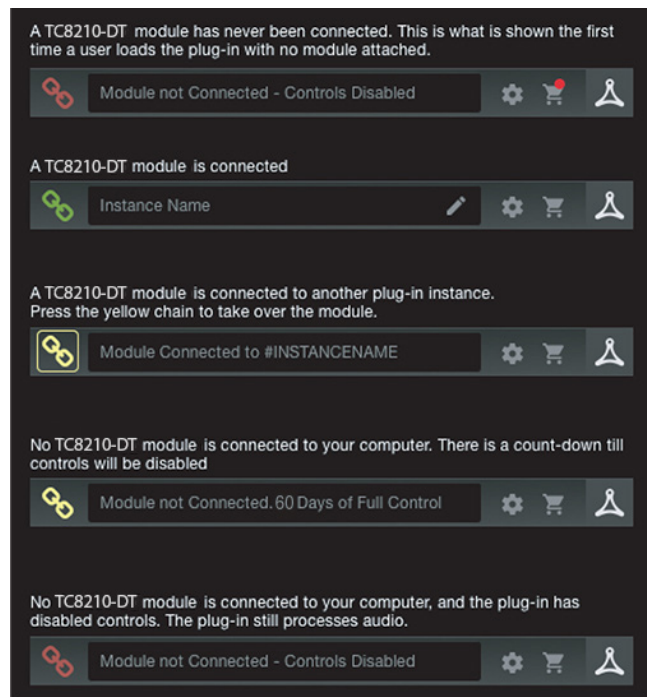 A TC8210-DT module has never been connected. This is what is shown the first
time a user loads the plug-in with no module attached.
Module not Connected - Controls Disabled
A TC8210-DT module is connected
Instance Name
A TC8210-DT module is connected to another plug-in instance.
Press the yellow chain to take over the module.
Module Connected to #INSTANCENAME
No TC8210-DT module is connected to your computer. There is a count-down till
controls will be disabled
Module not Connected. 60 Days of Full Control
No TC8210-DT module is connected to your computer, and the plug-in has
disabled controls. The plug-in still processes audio.
Module not Connected - Controls Disabled